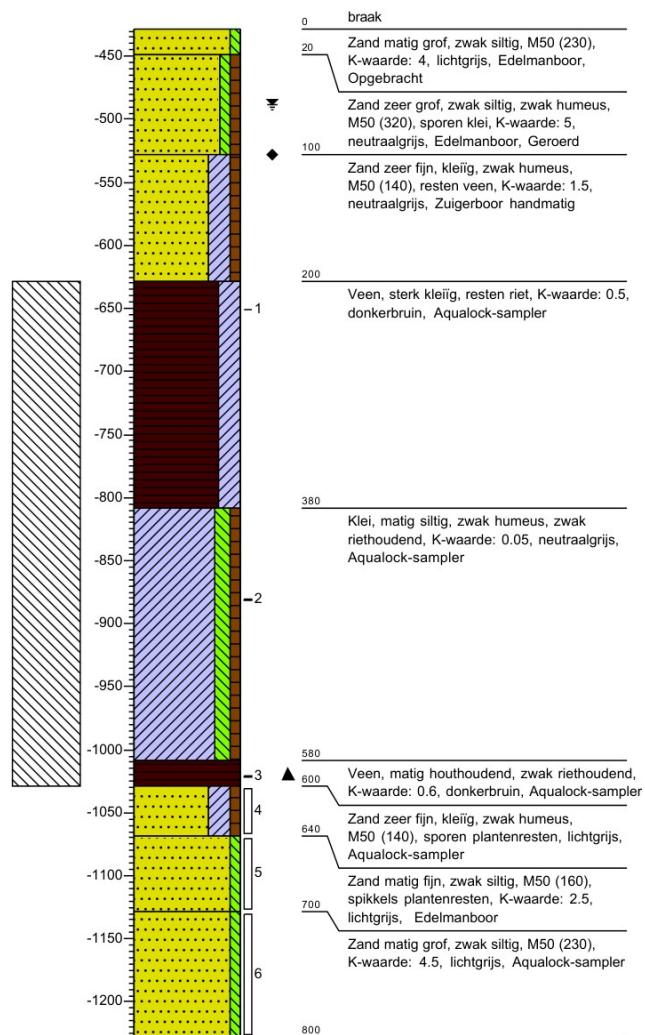 braak
0
-450
20
Zand matig grof, zwak siltig, M50 (230),
K-waarde: 4, lichtgrijs, Edelmanboor,
Opgebracht
-500
Zand zeer grof, zwak siltig, zwak humeus,
M50 (320), sporen klei, K-waarde: 5,
neutraalgrijs, Edelmanboor, Geroerd
100
-550
Zand zeer fijn, kleiïg, zwak humeus,
M50 (140), resten veen, K-waarde: 1.5,
neutraalgrijs, Zuigerboor handmatig
-600
200
-650
1
Veen, sterk kleiïg, resten riet, K-waarde: 0.5,
donkerbruin, Aqualock-sampler
-700
-750
-800
380
Klei, matig siltig, zwak humeus, zwak
riethoudend, K-waarde: 0.05, neutraalgrijs,
Aqualock-sampler
-850
2
-900
-950
-1000
580
3
Veen, matig houthoudend, zwak riethoudend,
K-waarde: 0.6, donkerbruin, Aqualock-sampler
600
-1050
4
Zand zeer fijn, kleiïg, zwak humeus,
M50 (140), sporen plantenresten, lichtgrijs,
Aqualock-sampler
640
-1100
5
Zand matig fijn, zwak siltig, M50 (160),
spikkels plantenresten, K-waarde: 2.5,
lichtgrijs, Edelmanboor
700
-1150
6
Zand matig grof, zwak siltig, M50 (230),
K-waarde: 4.5, lichtgrijs, Aqualock-sampler
-1200
800